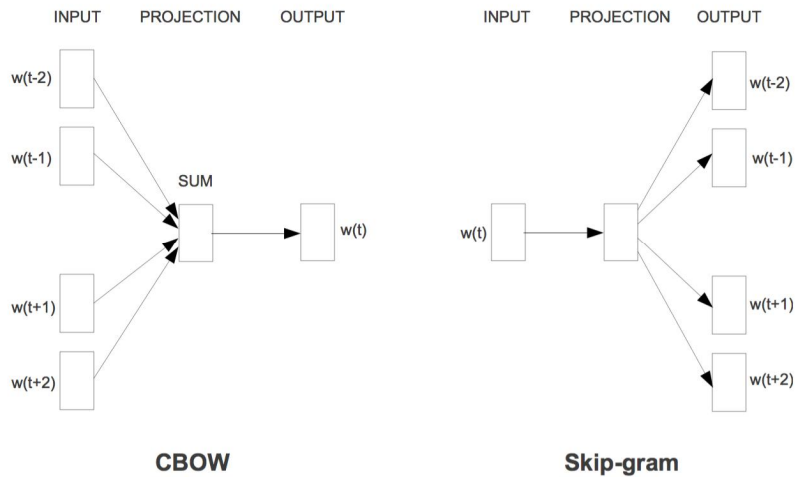 INPUT PROJECTION OUTPUT
w(t-2)
w(t-1)
SUM
w(t)
w(t+1)
w(t+2)
CBOW
INPUT PROJECTION OUTPUT
w(t-2)
w(t-1)
w(t)
w(t+1)
w(t+2)
Skip-gram